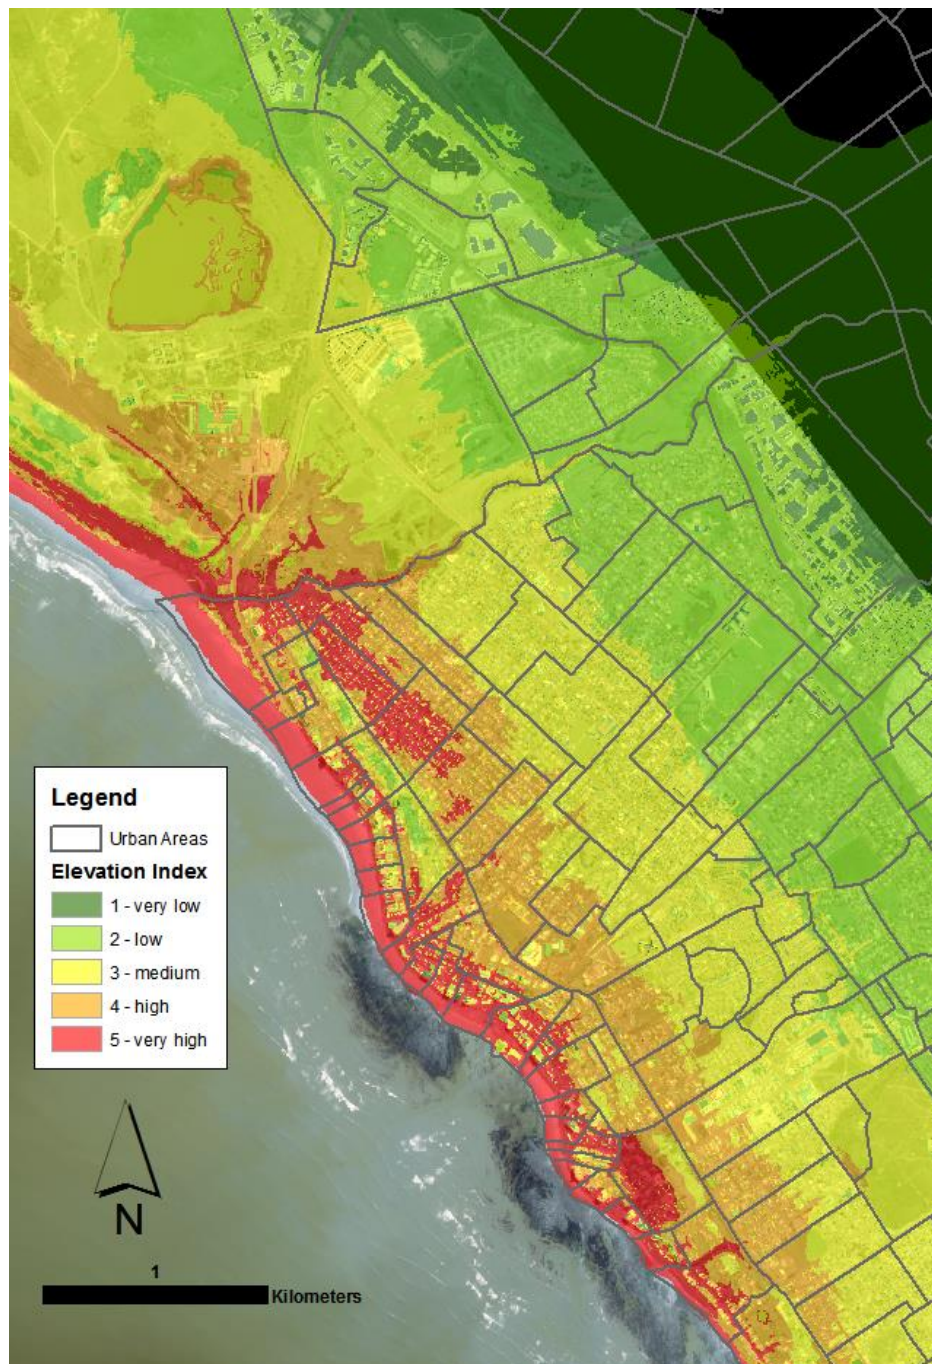 Legend
Urban Areas
Elevation Index
1 - very low
2 - low
3 - medium
4 - high
5 - very high
N
1
Kilometers